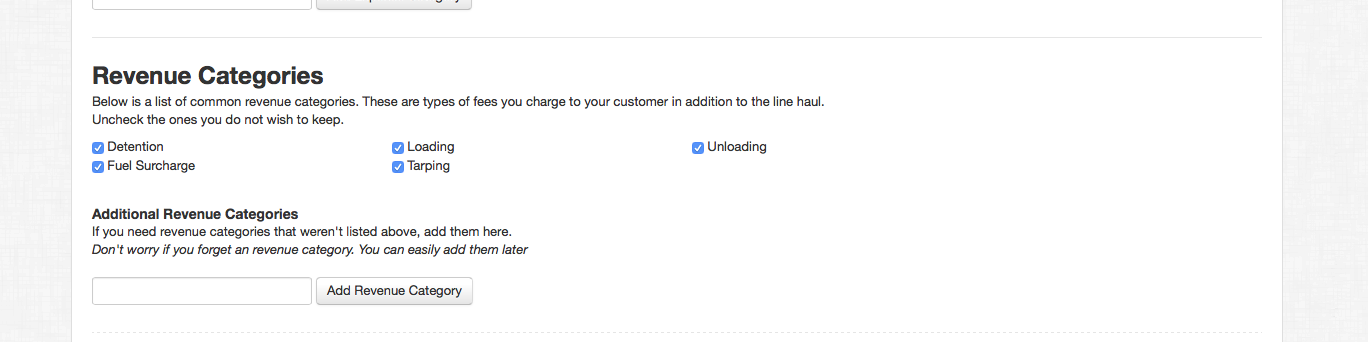 Revenue Categories
Below is a list of common revenue categories. These are types of fees you charge to your customer in addition to the line haul.
Uncheck the ones you do not wish to keep.
Detention Loading Unloading
Fuel Surcharge Tarping
Additional Revenue Categories
If you need revenue categories that weren't listed above, add them here.
Don't worry if you forget an revenue category. You can easily add them later
Add Revenue Category